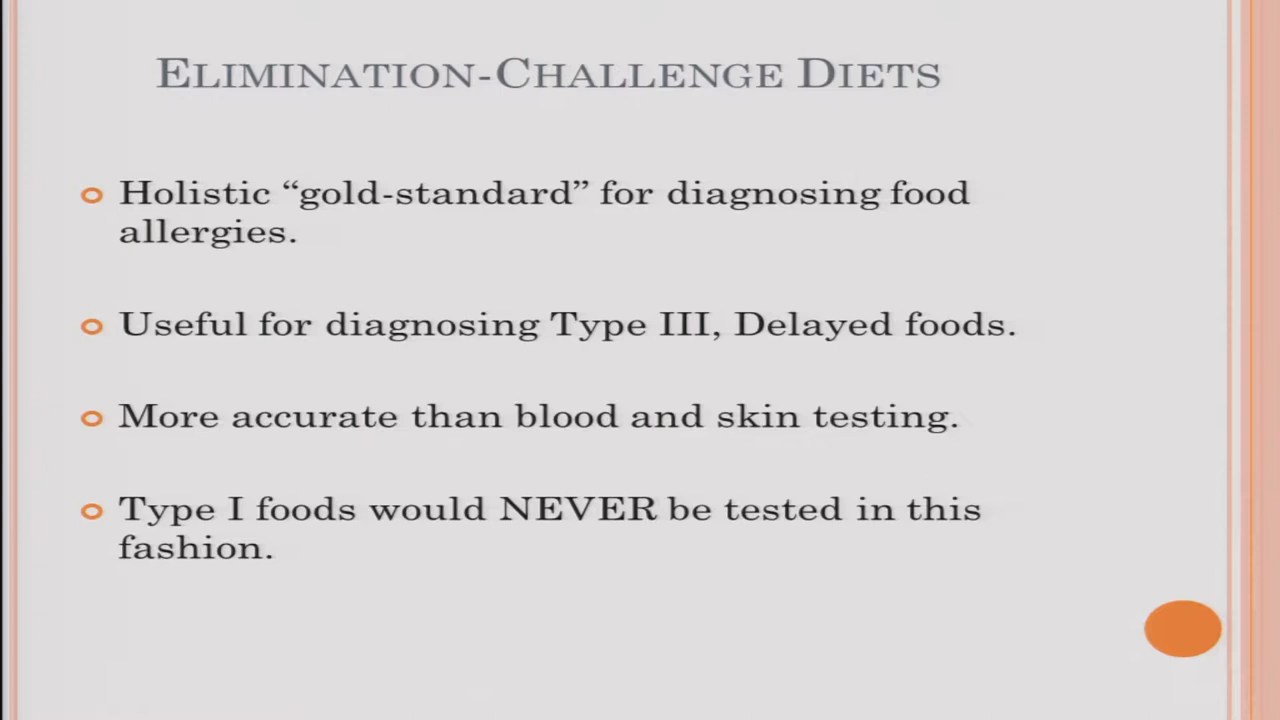 ELIMINATION-CHALLENGE DIETS
Holistic “gold-standard” for diagnosing food
allergies.
Useful for diagnosing Type III, Delayed foods.
More accurate than blood and skin testing.
Type I foods would NEVER be tested in this
fashion.